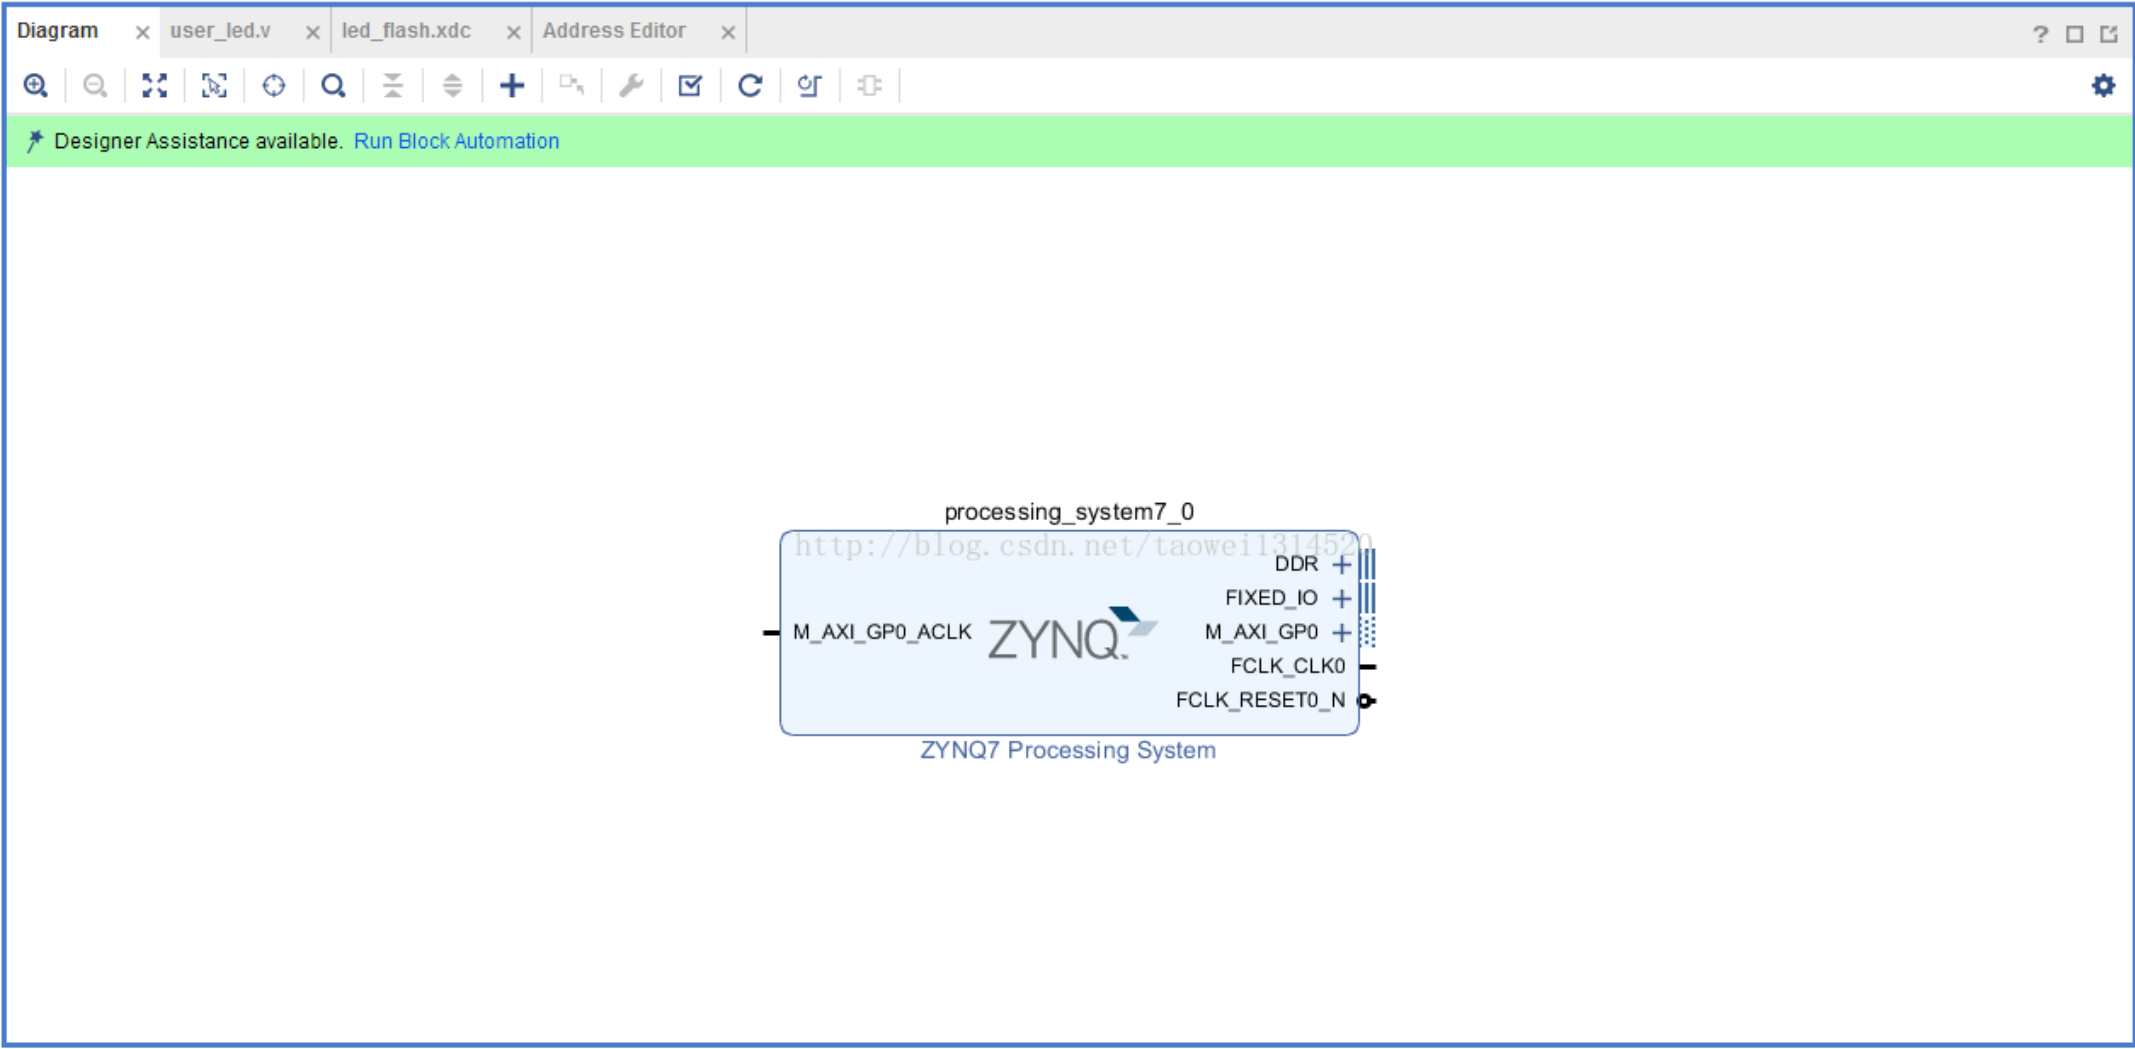 Diagram user_led.v led_flash.xdc Address Editor ?
Designer Assistance available. Run Block Automation
processing_system7_0
http://blog.csdn.net/taowei1314520
DDR
FIXED_IO
M_AXI_GP0_ACLK ZYNQ M_AXI_GP0
FCLK_CLK0
FCLK_RESET0_N
ZYNQ7 Processing System